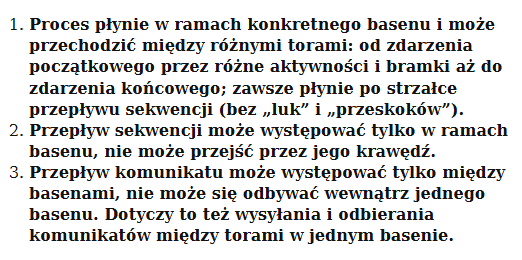 1. Proces płynie w ramach konkretnego basenu i może
przechodzić między różnymi torami: od zdarzenia
początkowego przez różne aktywności i bramki aż do
zdarzenia końcowego; zawsze płynie po strzałce
przepływu sekwencji (bez „luk” i „przeskoków”).
2. Przepływ sekwencji może występować tylko w ramach
basenu, nie może przejść przez jego krawędź.
3. Przepływ komunikatu może występować tylko między
basenami, nie może się odbywać wewnątrz jednego
basenu. Dotyczy to też wysyłania i odbierania
komunikatów między torami w jednym basenie.